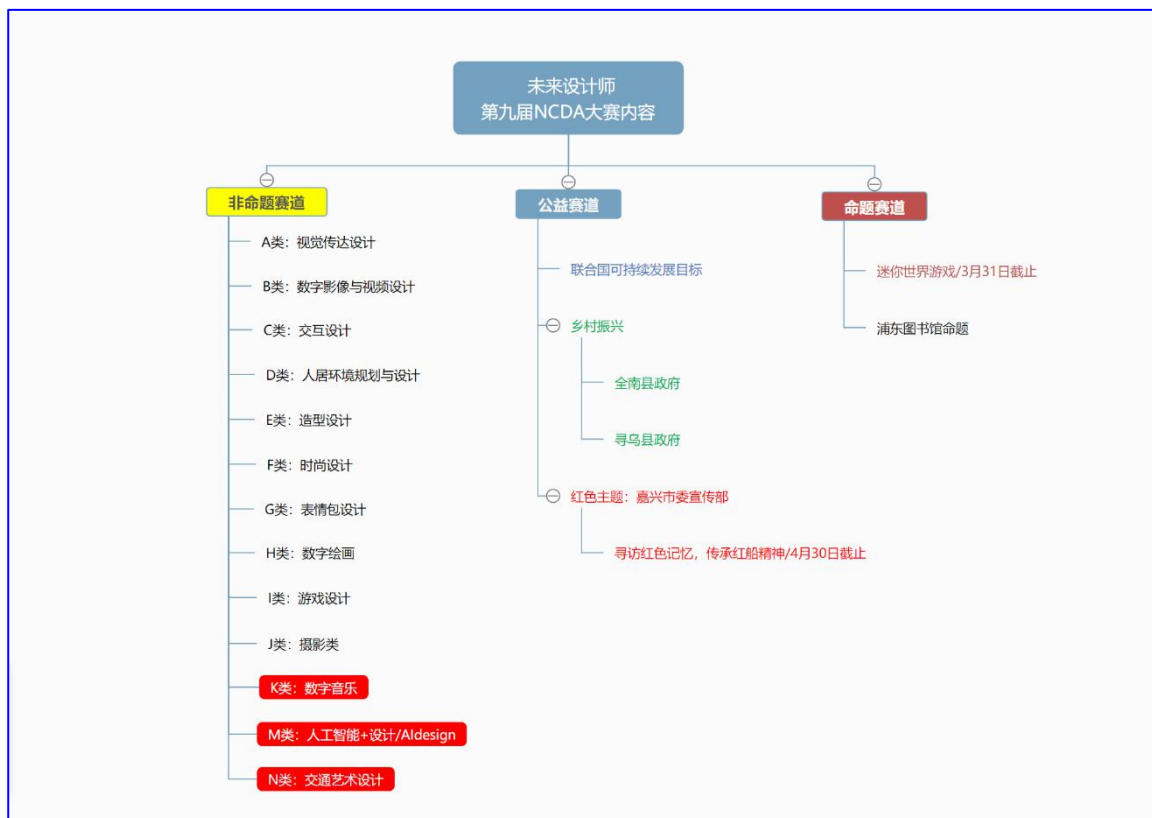 未来设计师
第九届NCDA大赛内容
非命题赛道
A类：视觉传达设计
B类：数字影像与视频设计
C类：交互设计
D类：人居环境规划与设计
E类：造型设计
F类：时尚设计
G类：表情包设计
H类：数字绘画
I类：游戏设计
J类：摄影类
K类：数字音乐
M类：人工智能+设计/AIdesign
N类：交通艺术设计
公益赛道
联合国可持续发展目标
乡村振兴
全南县政府
寻乌县政府
红色主题：嘉兴市委宣传部
寻访红色记忆，传承红船精神/4月30日截止
命题赛道
迷你世界游戏/3月31日截止
浦东图书馆命题